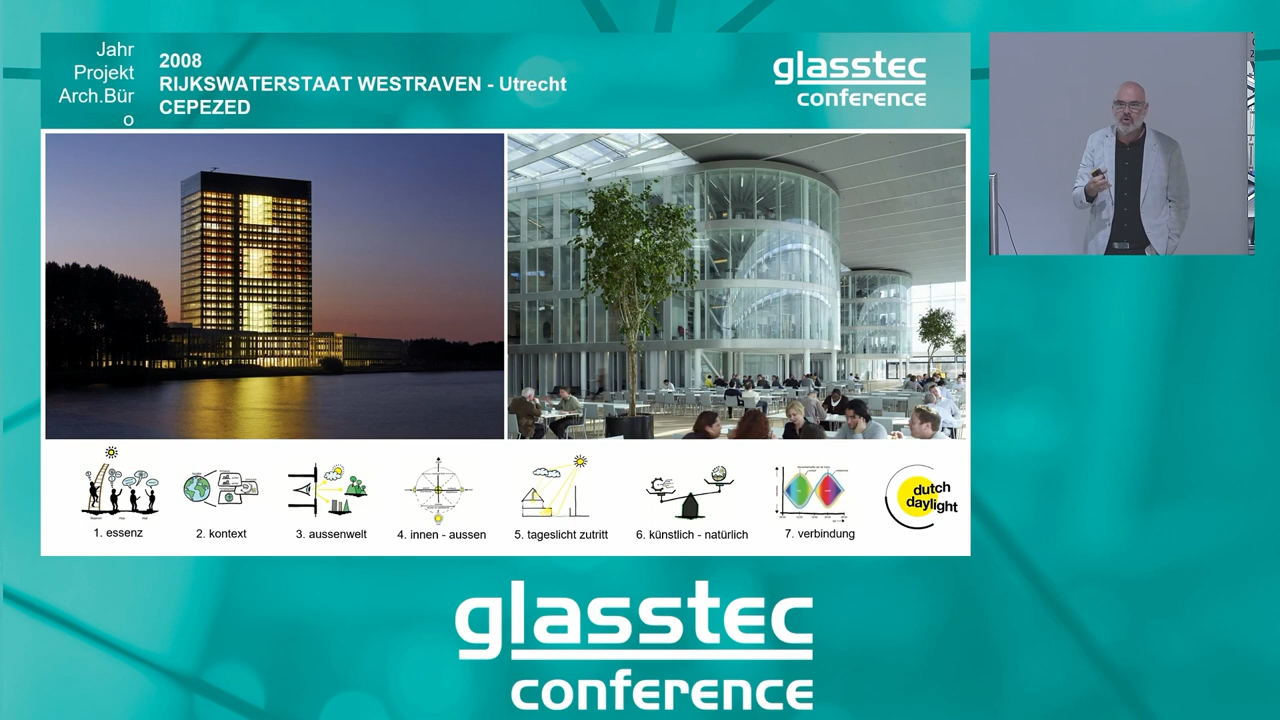 Jahr
Projekt
Arch.Bür
o
2008
RIJKSWATERSTAAT WESTRAVEN - Utrecht
CEPEZED
glasstec
conference
1. essenz
2. kontext
3. aussenwelt
4. innen - aussen
5. tageslicht zutritt
6. künstlich - natürlich
7. verbindung
dutch
daylight
glasstec
conference